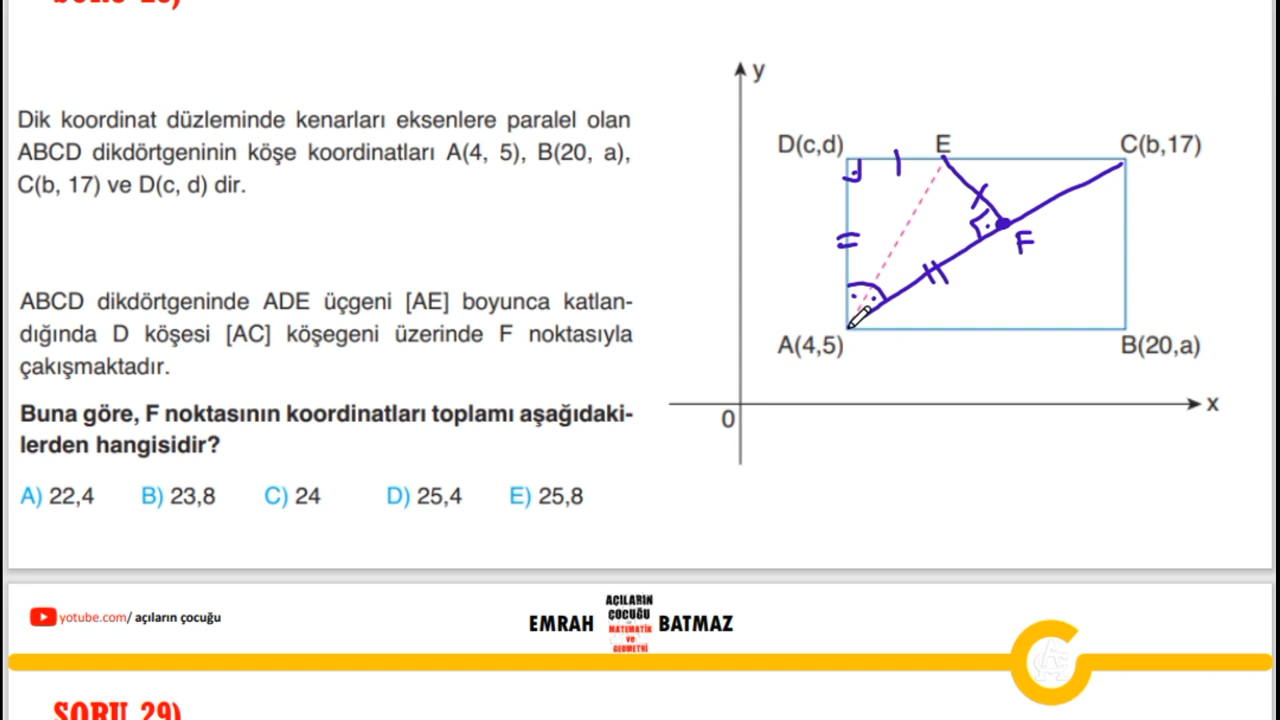 Dik koordinat düzleminde kenarları eksenlere paralel olan
ABCD dikdörtgeninin köşe koordinatları A(4, 5), B(20, a),
C(b, 17) ve D(c, d) dir.
ABCD dikdörtgeninde ADE üçgeni [AE] boyunca katlan-
dığında D köşesi [AC] köşegeni üzerinde F noktasıyla
çakışmaktadır.
Buna göre, F noktasının koordinatları toplamı aşağıdaki-
lerden hangisidir?
A) 22,4 B) 23,8 C) 24 D) 25,4 E) 25,8
y
D(c,d) E C(b,17)
F
A(4,5) B(20,a)
0 x
yotube.com/ açıların çocuğu
EMRAH AÇILARIN ÇOCUĞU MATEMATİK ve GEOMETRİ BATMAZ
SORU 29)